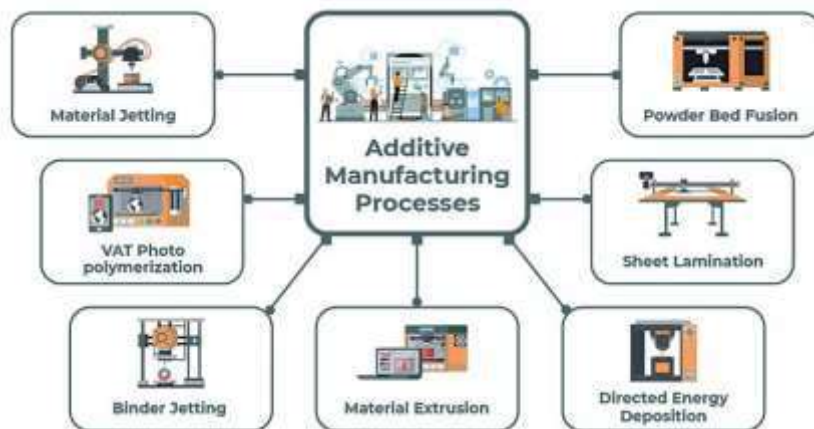 Additive
Manufacturing
Processes
Material Jetting
Powder Bed Fusion
VAT Photo
polymerization
Sheet Lamination
Binder Jetting
Material Extrusion
Directed Energy
Deposition